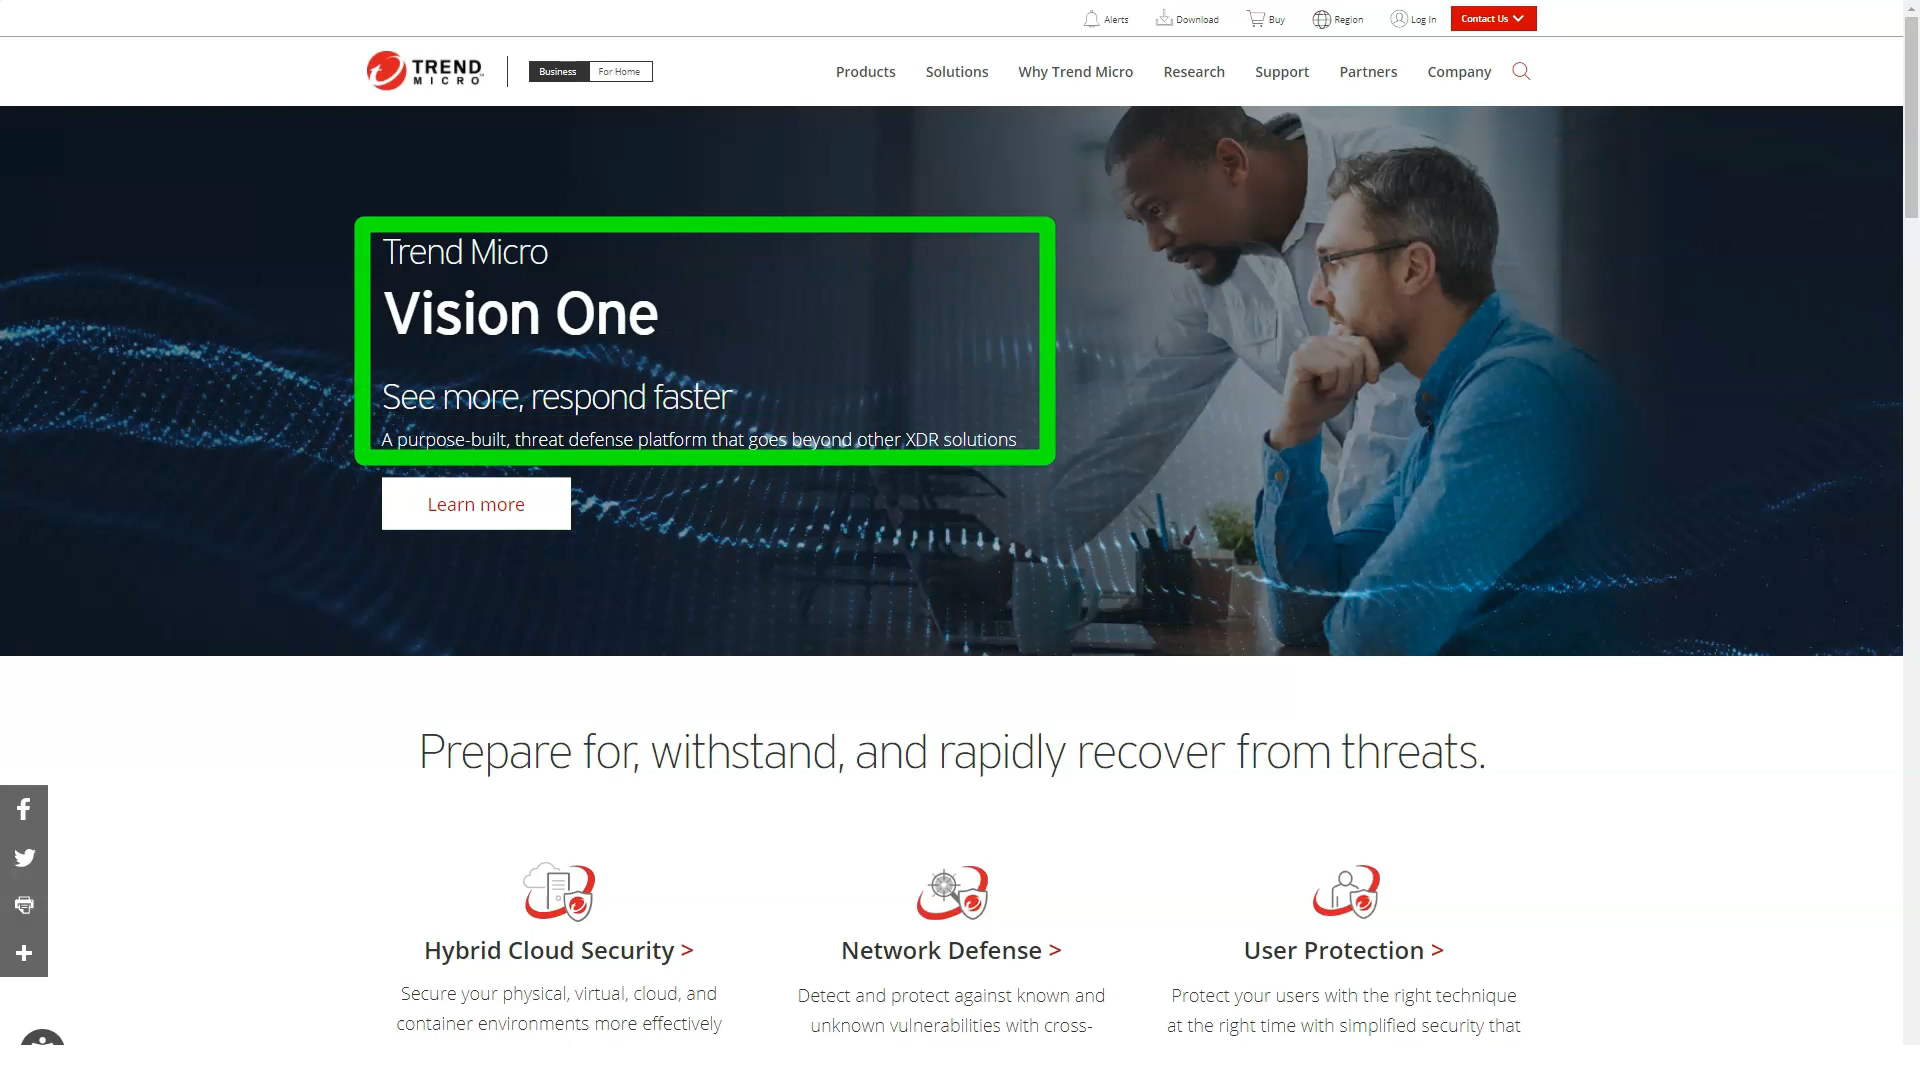 Alerts
Download
Buy
Region
Log In
Contact Us
TREND
MICRO
Business
For Home
Products
Solutions
Why Trend Micro
Research
Support
Partners
Company
Trend Micro
Vision One
See more, respond faster
A purpose-built, threat defense platform that goes beyond other XDR solutions
Learn more
Prepare for, withstand, and rapidly recover from threats.
Hybrid Cloud Security >
Secure your physical, virtual, cloud, and
container environments more effectively
Network Defense >
Detect and protect against known and
unknown vulnerabilities with cross-
User Protection >
Protect your users with the right technique
at the right time with simplified security that